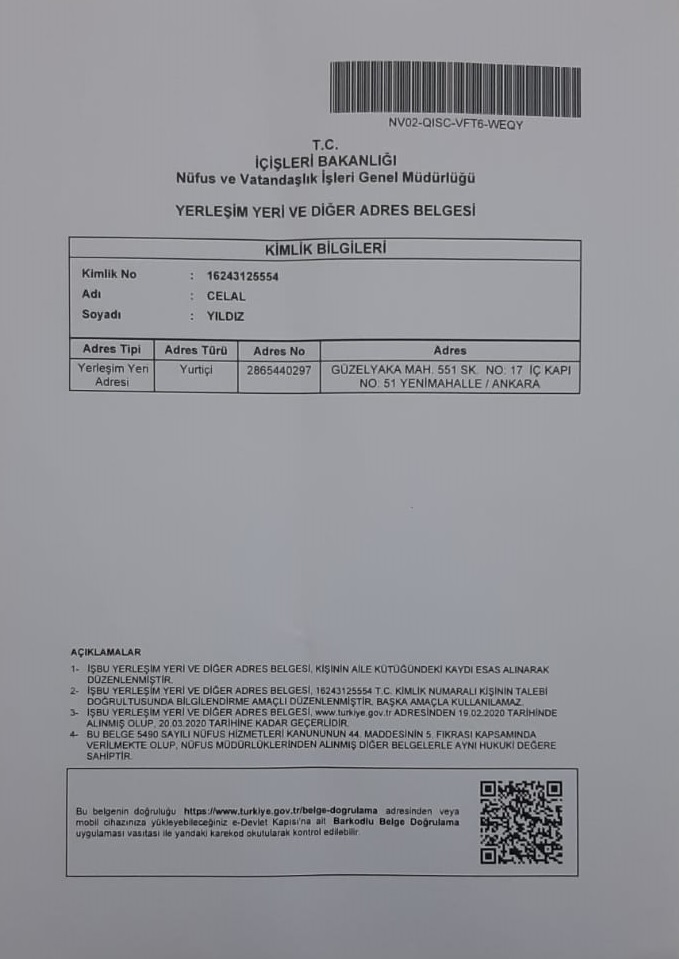 NV02-QISC-VFT6-WEQY
T.C.
İÇİŞLERİ BAKANLIĞI
Nüfus ve Vatandaşlık İşleri Genel Müdürlüğü
YERLEŞİM YERİ VE DİĞER ADRES BELGESİ
KİMLİK BİLGİLERİ
Kimlik No : 16243125554
Adı : CELAL
Soyadı : YILDIZ
Adres Tipi Adres Türü Adres No Adres
Yerleşim Yeri Yurtiçi 2865440297 GÜZELYAKA MAH. 551 SK. NO: 17 İÇ KAPI
Adresi NO: 51 YENİMAHALLE / ANKARA
AÇIKLAMALAR
1- İŞBU YERLEŞİM YERİ VE DİĞER ADRES BELGESİ, KİŞİNİN AİLE KÜTÜĞÜNDEKİ KAYDI ESAS ALINARAK
DÜZENLENMİŞTİR.
2- İŞBU YERLEŞİM YERİ VE DİĞER ADRES BELGESİ, 16243125554 T.C. KİMLİK NUMARALI KİŞİNİN TALEBİ
DOĞRULTUSUNDA BİLGİLENDİRME AMAÇLI DÜZENLENMİŞTİR. BAŞKA AMAÇLA KULLANILAMAZ.
3- İŞBU YERLEŞİM YERİ VE DİĞER ADRES BELGESİ, www.turkiye.gov.tr ADRESİNDEN 19.02.2020 TARİHİNDE
ALINMIŞ OLUP, 20.03.2020 TARİHİNE KADAR GEÇERLİDİR.
4- BU BELGE 5490 SAYILI NÜFUS HİZMETLERİ KANUNUNUN 44. MADDESİNİN 5. FIKRASI KAPSAMINDA
VERİLMEKTE OLUP, NÜFUS MÜDÜRLÜKLERİNDEN ALINMIŞ DİĞER BELGELERLE AYNI HUKUKİ DEĞERE
SAHİPTİR.
Bu belgenin doğruluğu https://www.turkiye.gov.tr/belge-dogrulama adresinden veya
mobil cihazınıza yükleyebileceğiniz e-Devlet Kapısı'na ait Barkodlu Belge Doğrulama
uygulaması vasıtası ile yandaki karekod okutularak kontrol edilebilir.